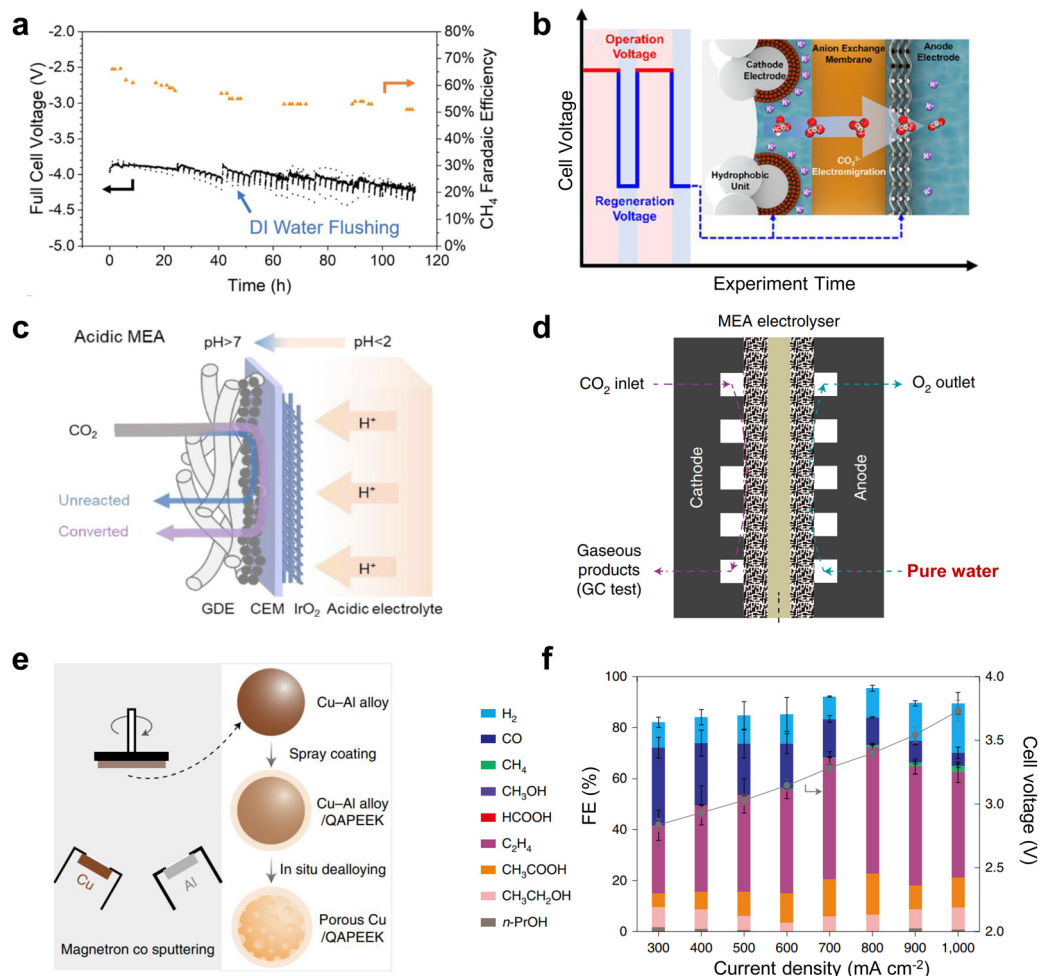 a
-2.0
-2.5
-3.0
-3.5
-4.0
-4.5
-5.0
Full Cell Voltage (V)
80%
70%
60%
50%
40%
30%
20%
10%
0%
CH4 Faradaic Efficiency
DI Water Flushing
0 20 40 60 80 100 120
Time (h)
b
Cell Voltage
Operation
Voltage
Regeneration
Voltage
Cathode
Electrode
Anion Exchange
Membrane
Anode
Electrode
Hydrophobic
Unit
CO₃²⁻
Electromigration
Experiment Time
c
Acidic MEA
pH>7
pH<2
CO₂
H⁺
Unreacted
H⁺
Converted
H⁺
GDE CEM IrO₂ Acidic electrolyte
d
MEA electrolyser
CO₂ inlet
O₂ outlet
Cathode
Anode
Gaseous
products
(GC test)
Pure water
e
Cu–Al alloy
Spray coating
Cu–Al alloy
/QAPEEK
In situ dealloying
Porous Cu
/QAPEEK
Cu
Al
Magnetron co sputtering
f
H₂
CO
CH₄
CH₃OH
HCOOH
C₂H₄
CH₃COOH
CH₃CH₂OH
n-PrOH
100
80
60
40
20
0
FE (%)
4.0
3.5
3.0
2.5
2.0
Cell voltage (V)
300 400 500 600 700 800 900 1,000
Current density (mA cm⁻²)